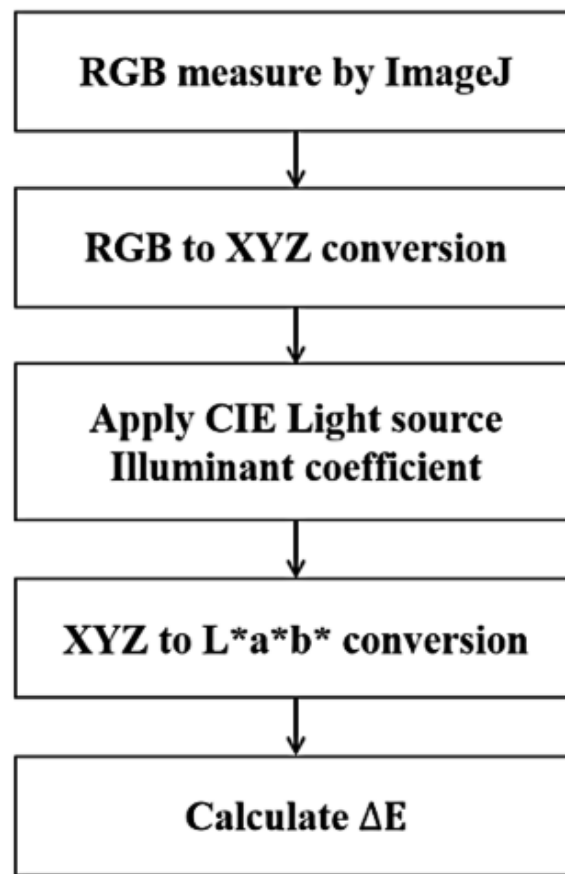 RGB measure by ImageJ
RGB to XYZ conversion
Apply CIE Light source
Illuminant coefficient
XYZ to L*a*b* conversion
Calculate ΔE